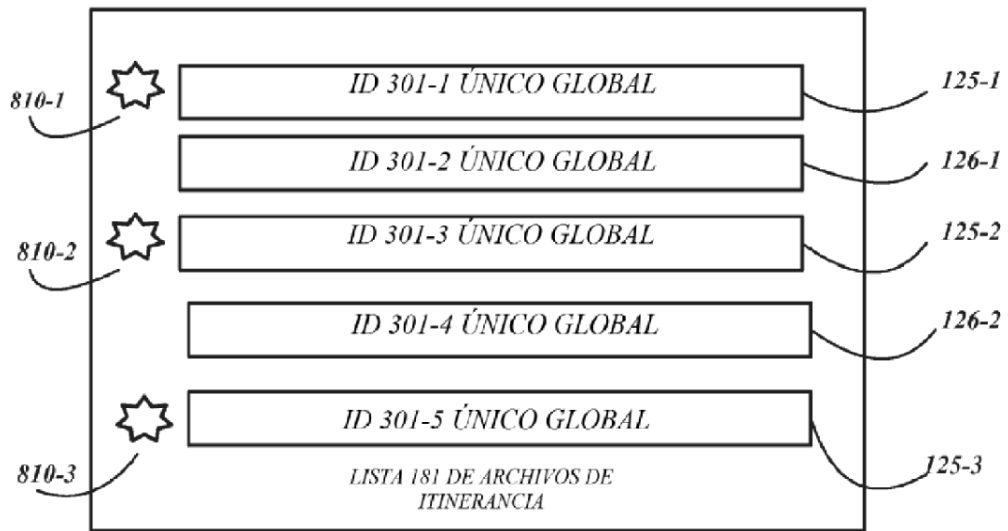 ID 301-1 ÚNICO GLOBAL
125-1
810-1
ID 301-2 ÚNICO GLOBAL
126-1
ID 301-3 ÚNICO GLOBAL
125-2
810-2
ID 301-4 ÚNICO GLOBAL
126-2
ID 301-5 ÚNICO GLOBAL
125-3
810-3
LISTA 181 DE ARCHIVOS DE
ITINERANCIA